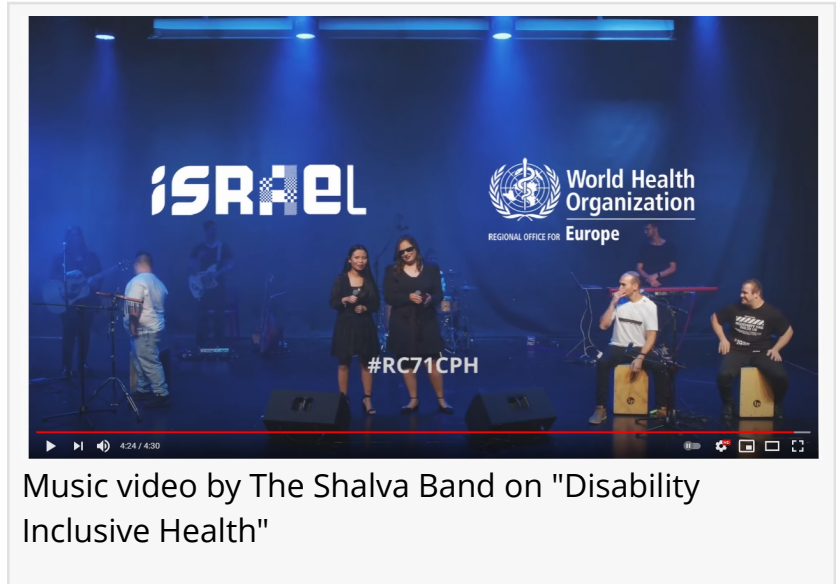 iSRAEL
World Health
Organization
REGIONAL OFFICE FOR Europe
#RC71CPH
4:24 / 4:30
Music video by The Shalva Band on "Disability
Inclusive Health"